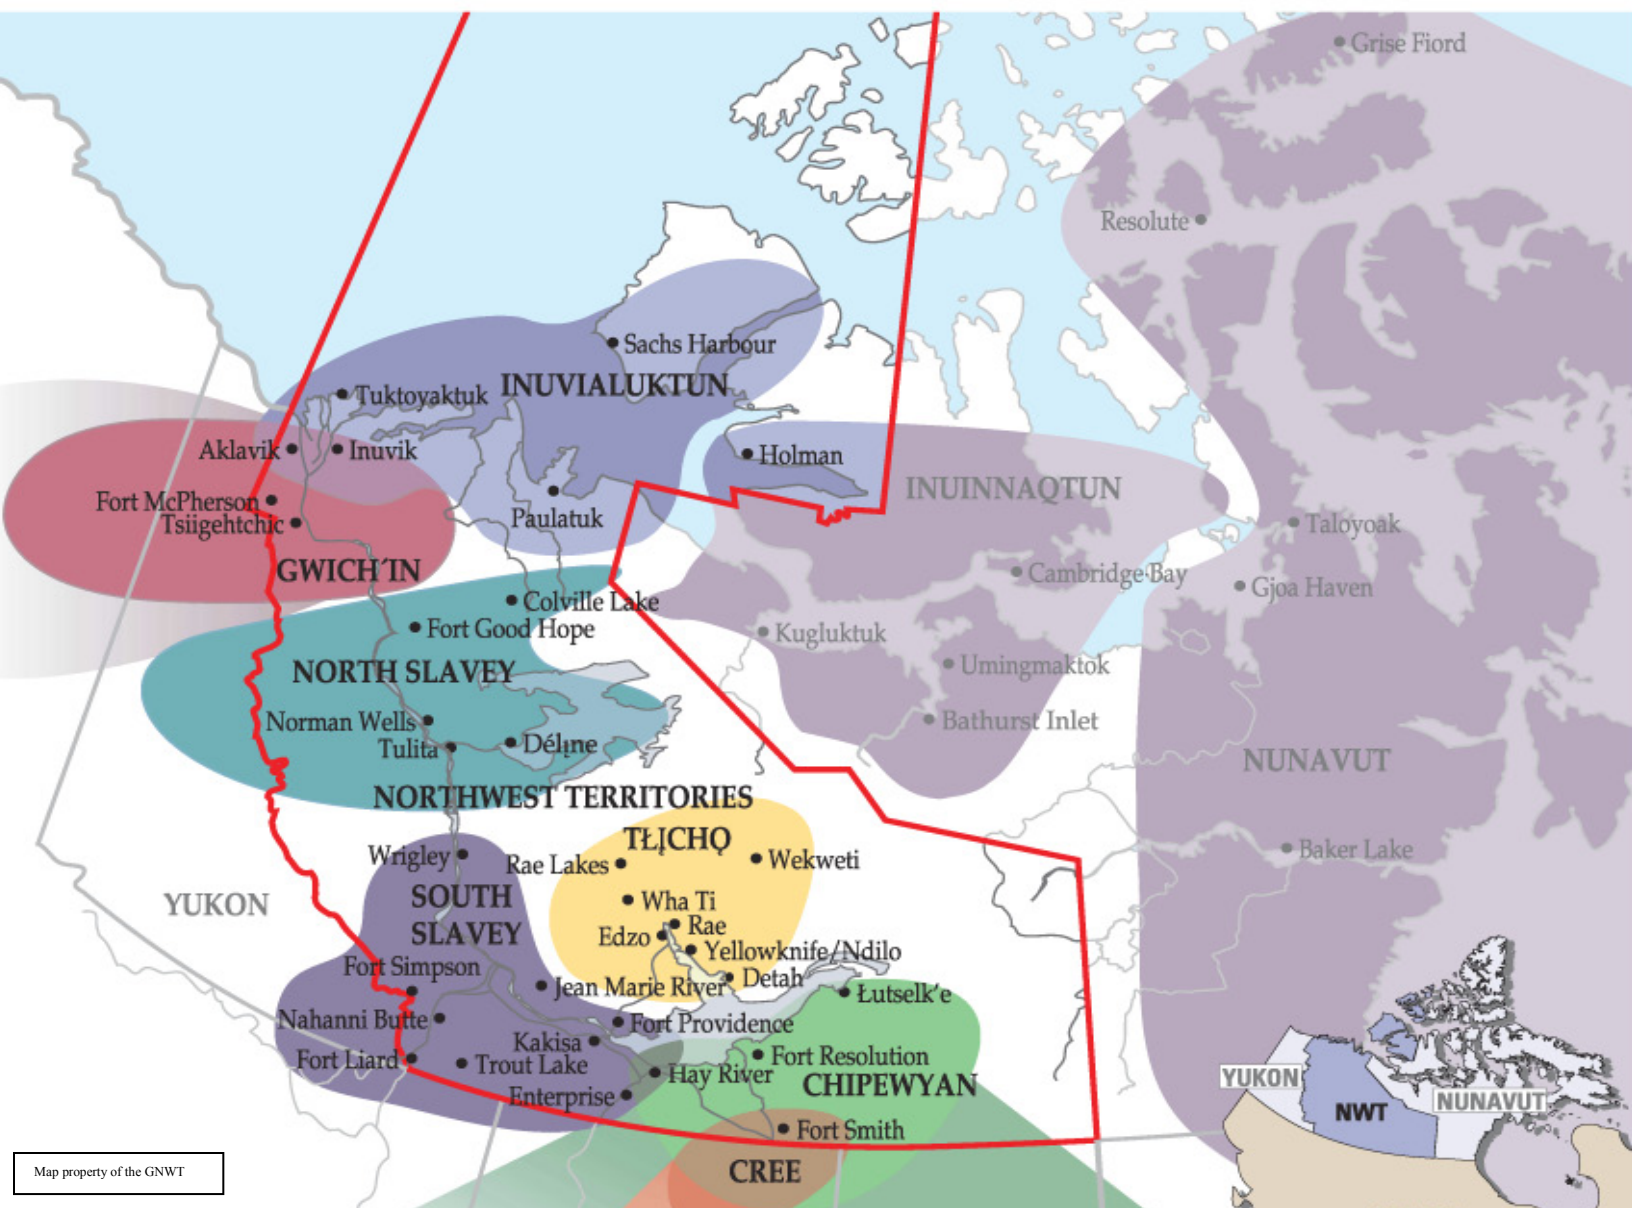 Grise Fiord
Resolute
Sachs Harbour
INUVIALUKTUN
Tuktoyaktuk
Aklavik
Inuvik
Holman
INUINNAQTUN
Fort McPherson
Tsiigehtchic
Paulatuk
Taloyoak
GWICH´IN
Cambridge Bay
Gjoa Haven
Colville Lake
Fort Good Hope
Kugluktuk
NORTH SLAVEY
Umingmaktok
Norman Wells
Bathurst Inlet
Tulita
Délįne
NUNAVUT
NORTHWEST TERRITORIES
TŁĮCHǪ
Wrigley
Rae Lakes
Wekweti
Baker Lake
YUKON
SOUTH
SLAVEY
Wha Ti
Rae
Edzo
Yellowknife/Ndilo
Fort Simpson
Detah
Jean Marie River
Łutselk’e
Nahanni Butte
Fort Providence
Kakisa
Fort Liard
Trout Lake
Fort Resolution
Hay River
CHIPEWYAN
Enterprise
Fort Smith
CREE
YUKON
NWT
NUNAVUT
Map property of the GNWT